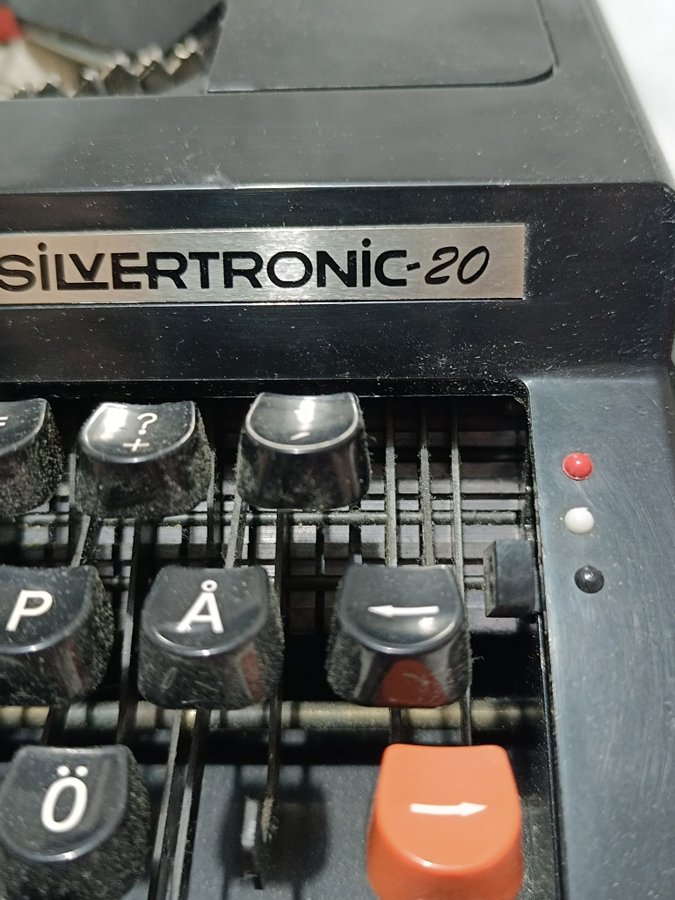 SILVERTRONIC-20
? +
P Å ←
Ö →